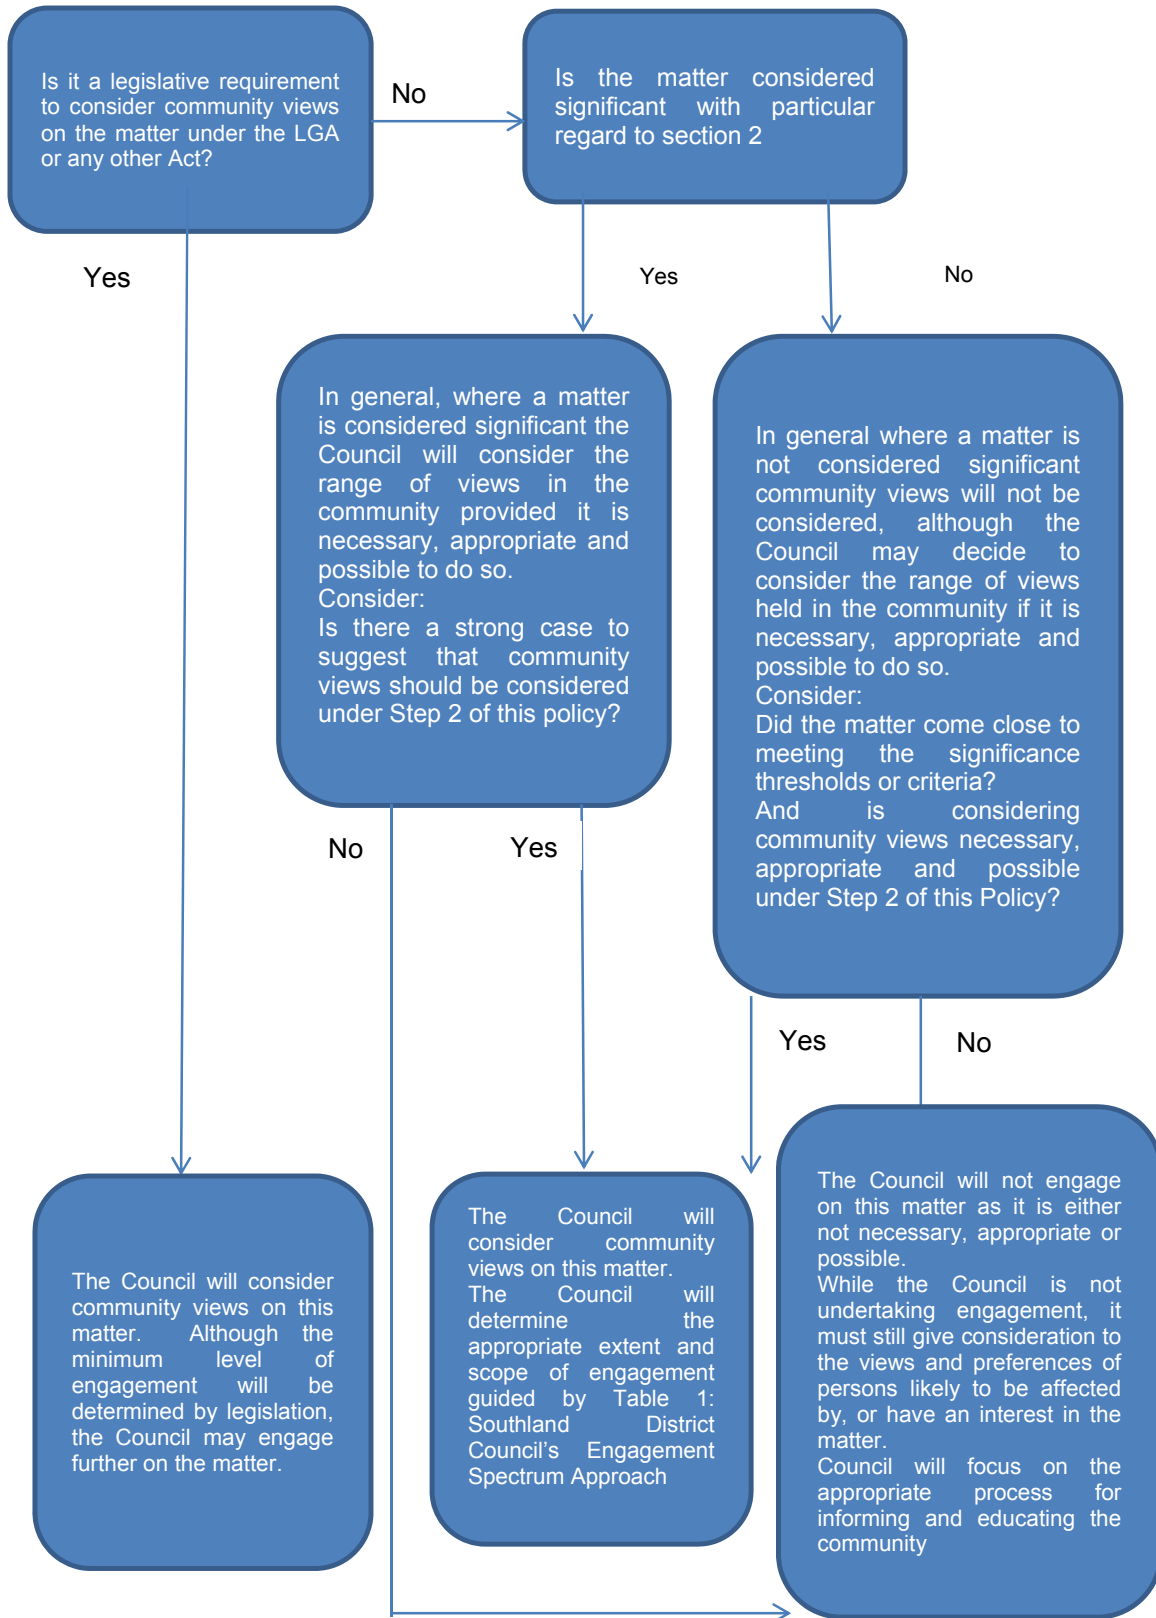 Is it a legislative requirement
to consider community views
on the matter under the LGA
or any other Act?
No
Is the matter considered
significant with particular
regard to section 2
Yes
Yes
No
In general, where a matter
is considered significant the
Council will consider the
range of views in the
community provided it is
necessary, appropriate and
possible to do so.
Consider:
Is there a strong case to
suggest that community
views should be considered
under Step 2 of this policy?
In general where a matter is
not considered significant
community views will not be
considered, although the
Council may decide to
consider the range of views
held in the community if it is
necessary, appropriate and
possible to do so.
Consider:
Did the matter come close to
meeting the significance
thresholds or criteria?
And is considering
community views necessary,
appropriate and possible
under Step 2 of this Policy?
No
Yes
Yes
No
The Council will consider
community views on this
matter. Although the
minimum level of
engagement will be
determined by legislation,
the Council may engage
further on the matter.
The Council will
consider community
views on this matter.
The Council will
determine the
appropriate extent and
scope of engagement
guided by Table 1:
Southland District
Council's Engagement
Spectrum Approach
The Council will not engage
on this matter as it is either
not necessary, appropriate or
possible.
While the Council is not
undertaking engagement, it
must still give consideration to
the views and preferences of
persons likely to be affected
by, or have an interest in the
matter.
Council will focus on the
appropriate process for
informing and educating the
community